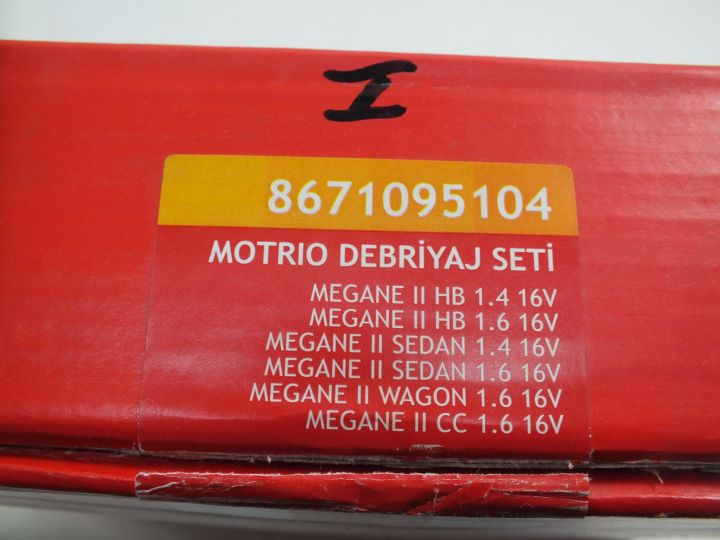 I
8671095104
MOTRIO DEBRİYAJ SETİ
MEGANE II HB 1.4 16V
MEGANE II HB 1.6 16V
MEGANE II SEDAN 1.4 16V
MEGANE II SEDAN 1.6 16V
MEGANE II WAGON 1.6 16V
MEGANE II CC 1.6 16V